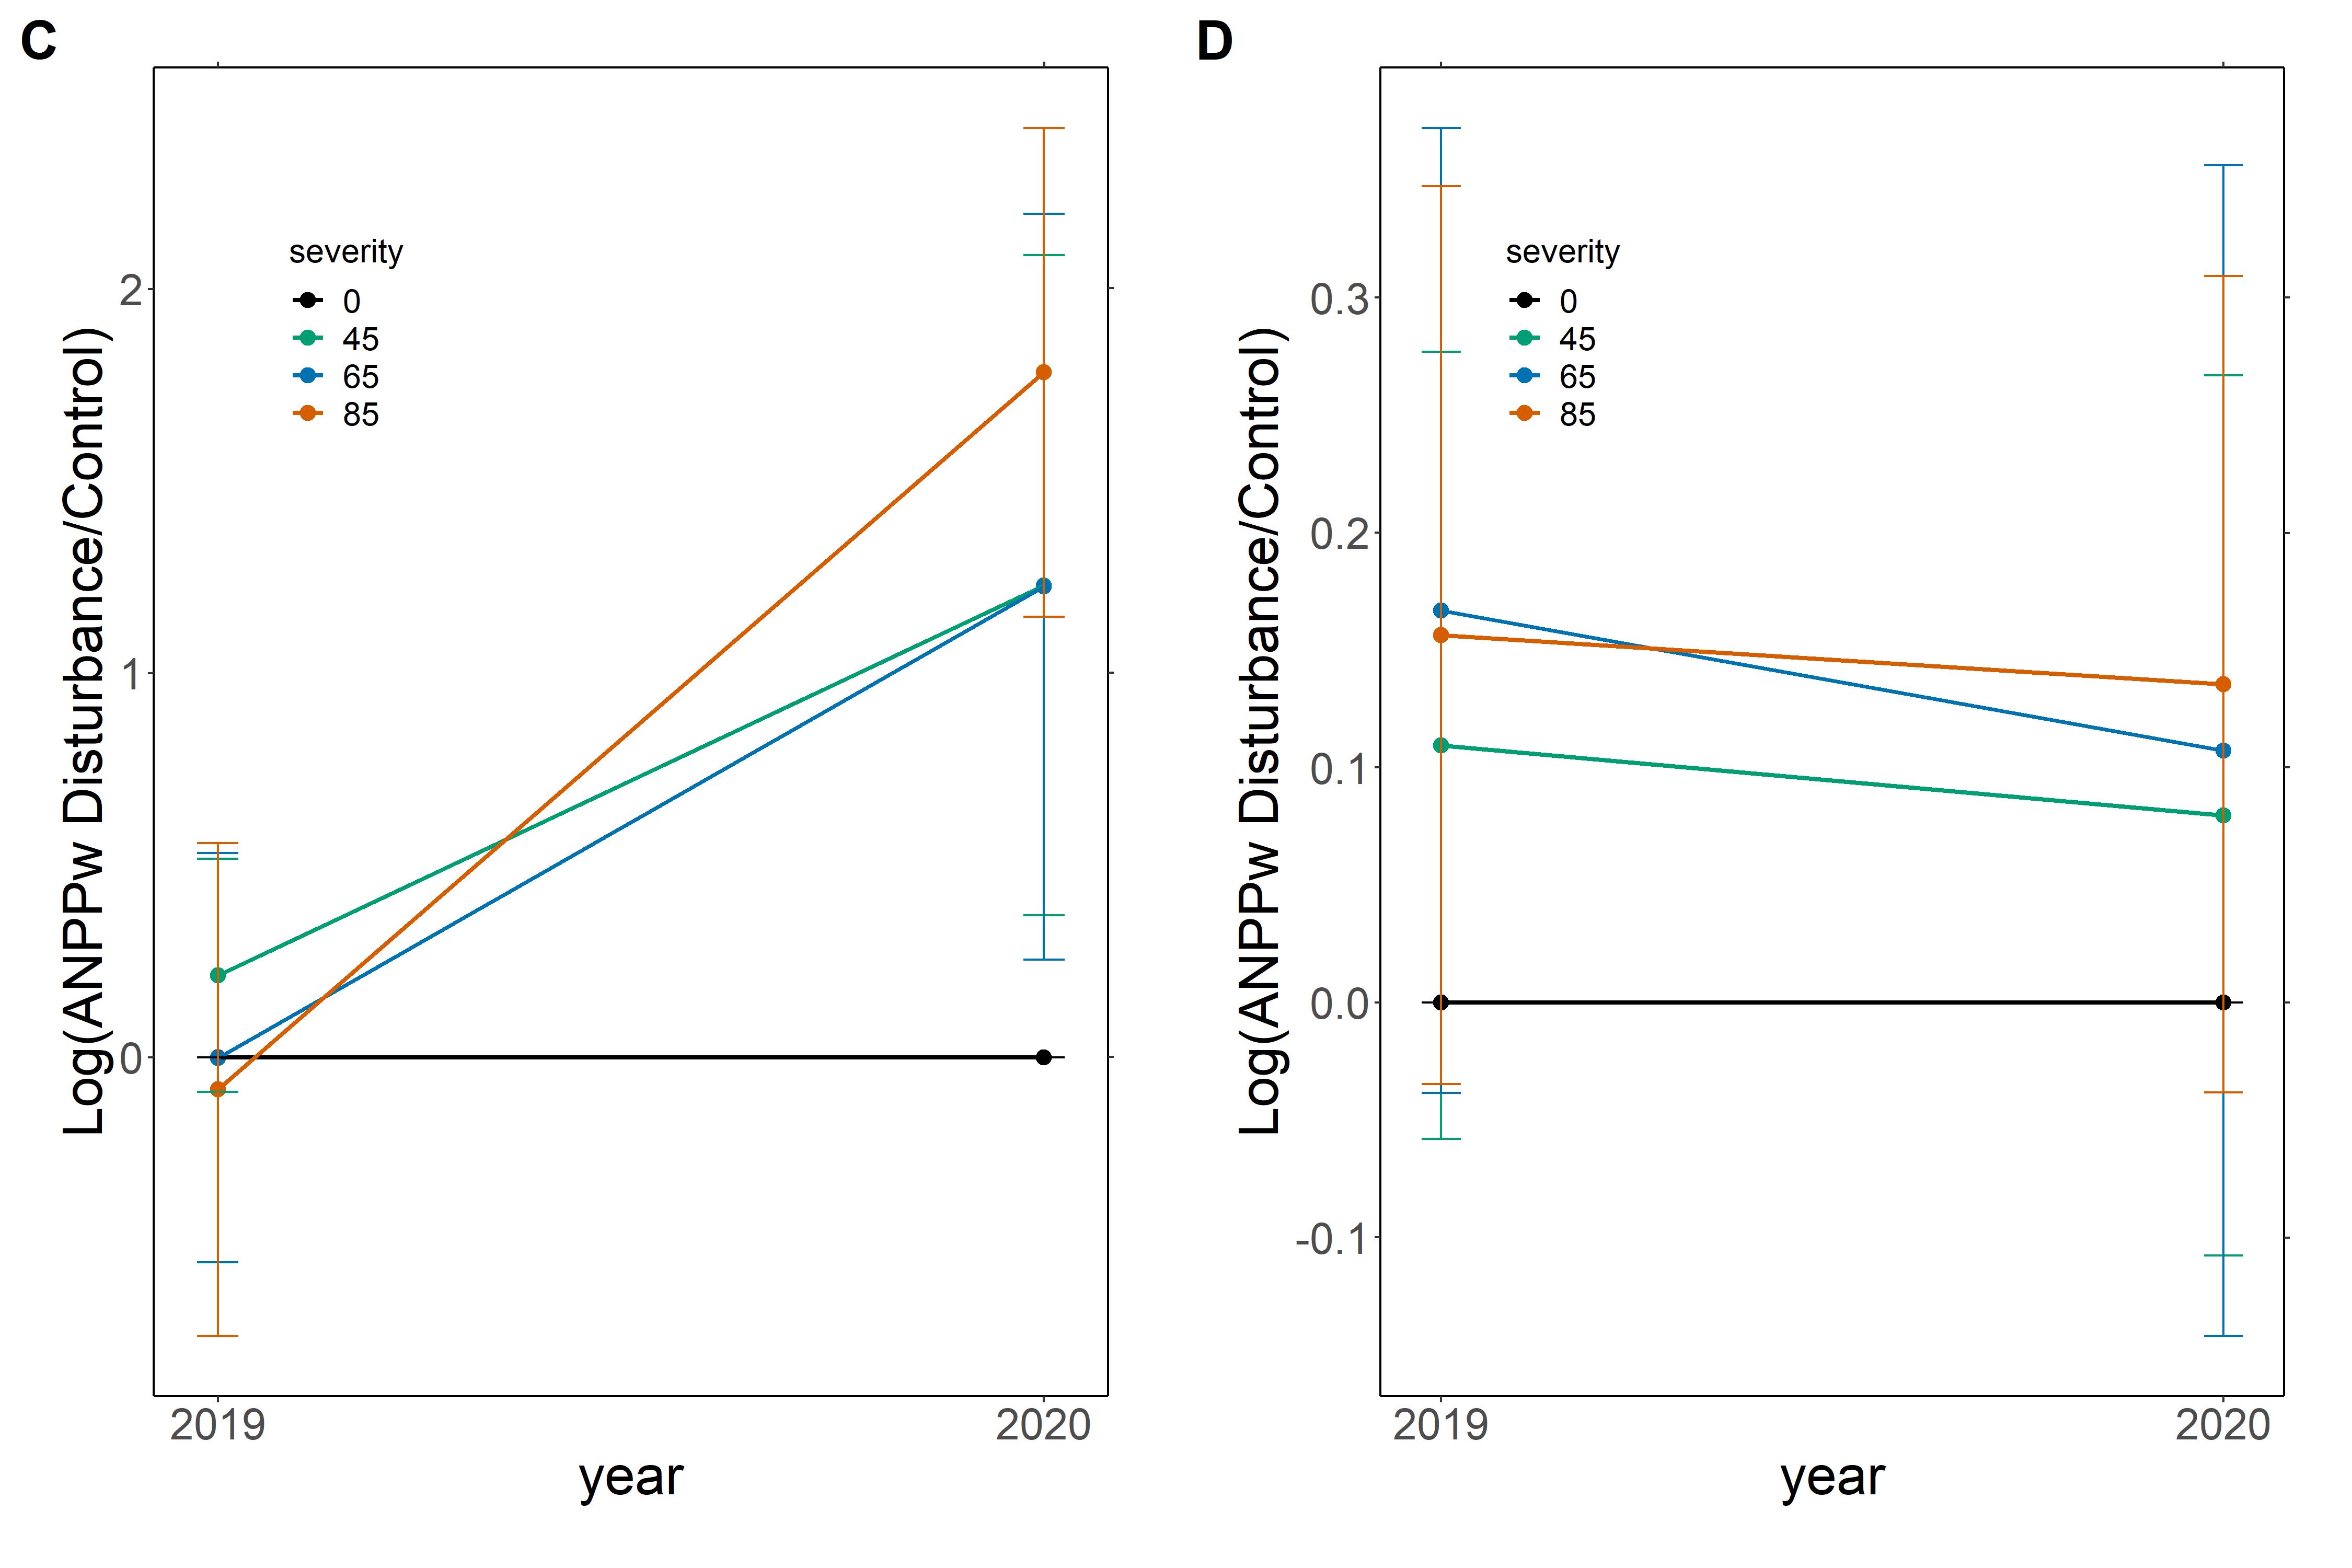 C
Log(ANPPw Disturbance/Control)
2
1
0
severity
0
45
65
85
2019
2020
year
D
Log(ANPPw Disturbance/Control)
0.3
0.2
0.1
0.0
-0.1
severity
0
45
65
85
2019
2020
year